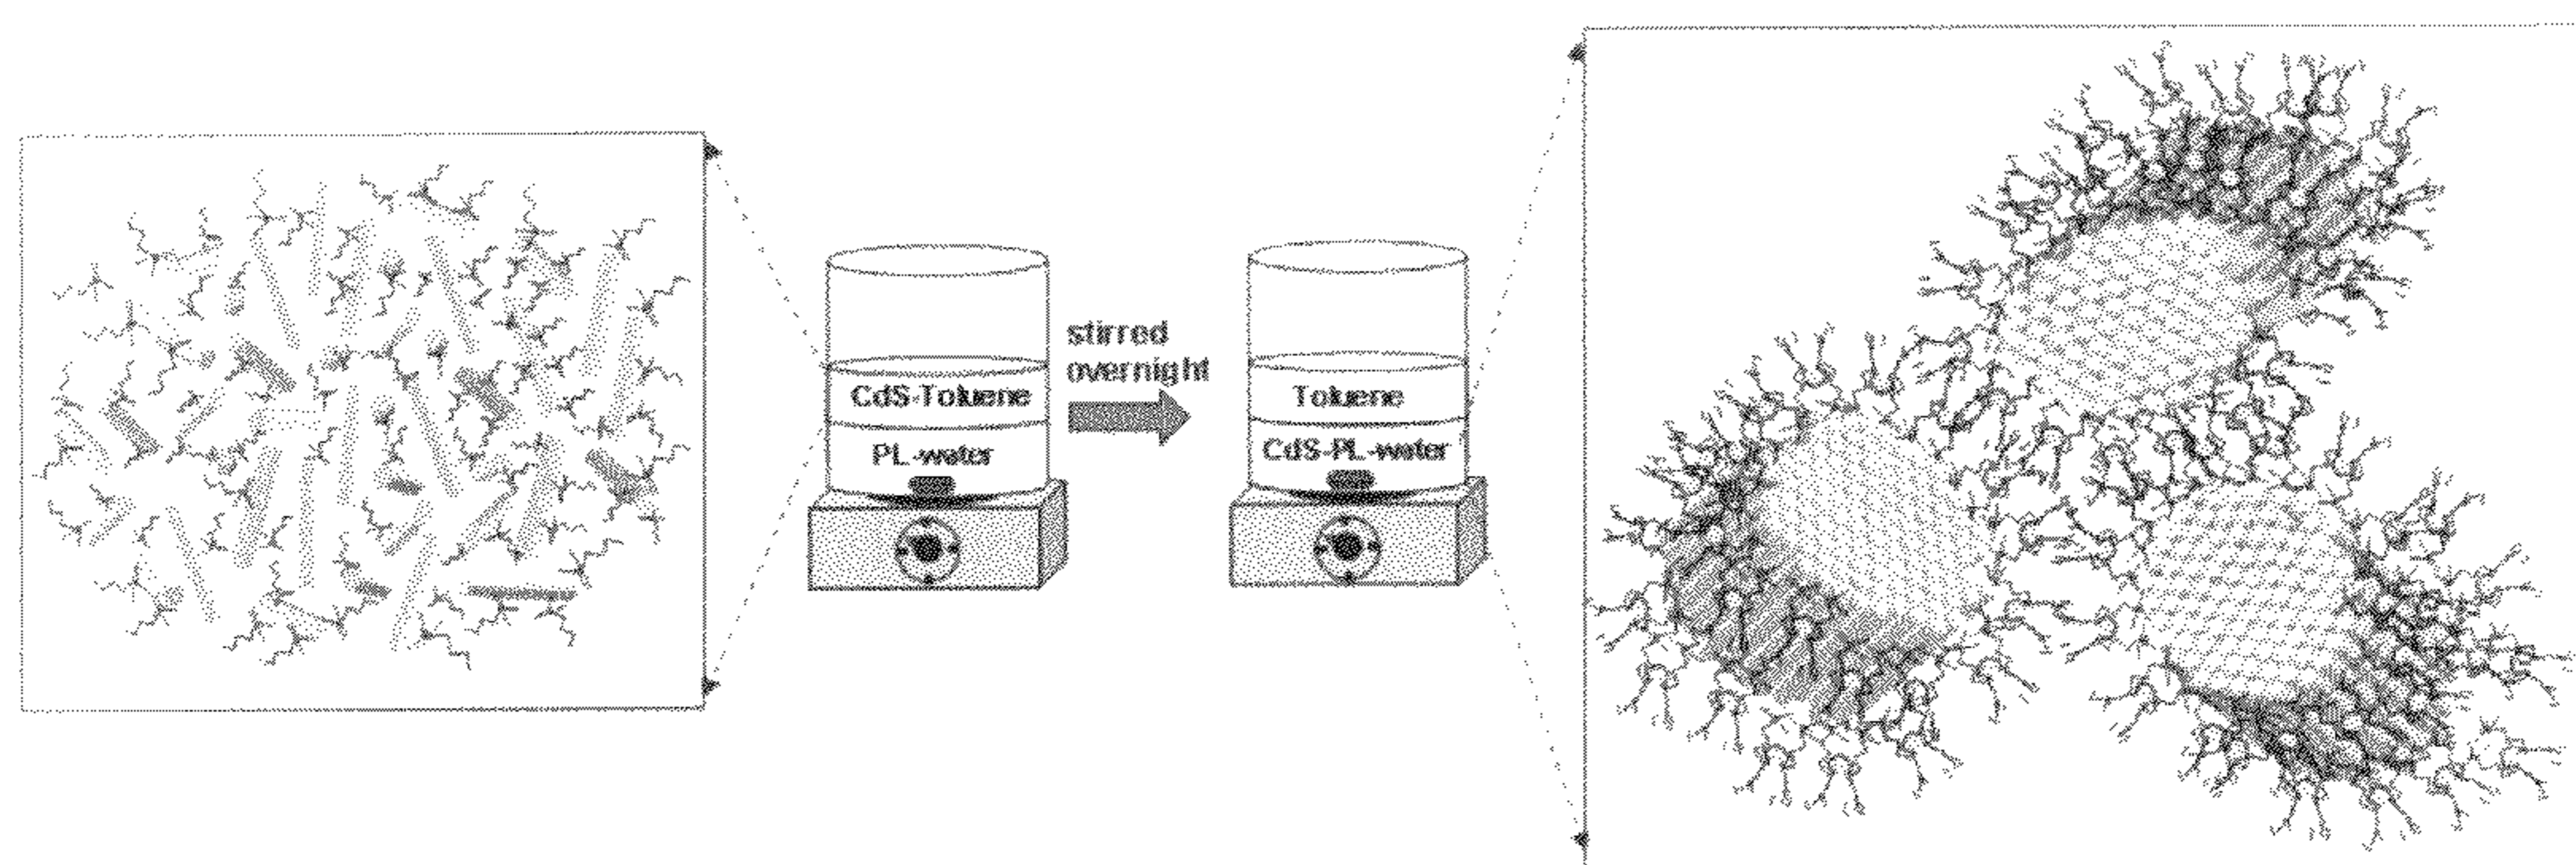 CdS-Toluene
PL-water
stirred
overnight
Toluene
CdS-PL-water